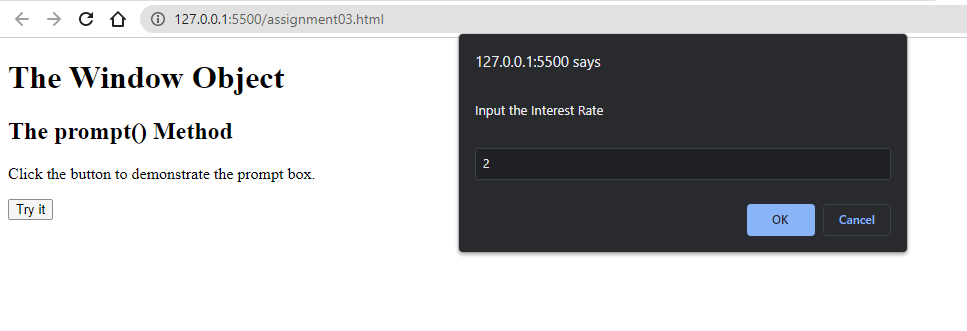 127.0.0.1:5500/assignment03.html
The Window Object
The prompt() Method
Click the button to demonstrate the prompt box.
Try it
127.0.0.1:5500 says
Input the Interest Rate
2
OK Cancel